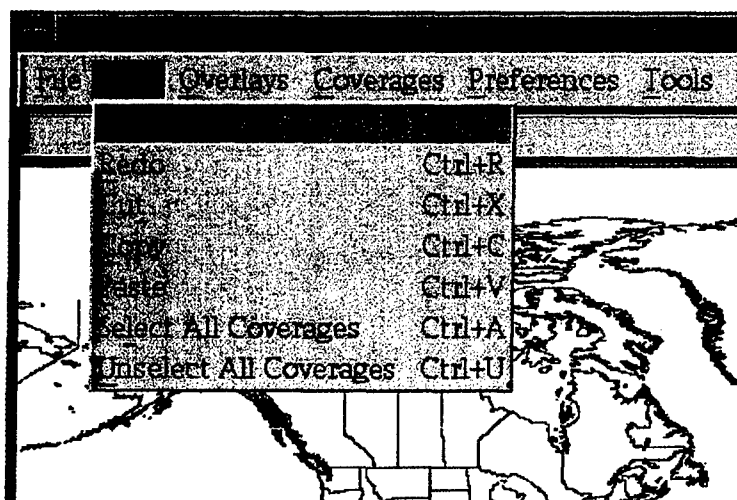 File Overlays Coverages Preferences Tools
Redo Ctrl+R
Cut Ctrl+X
Copy Ctrl+C
Paste Ctrl+V
Select All Coverages Ctrl+A
Unselect All Coverages Ctrl+U